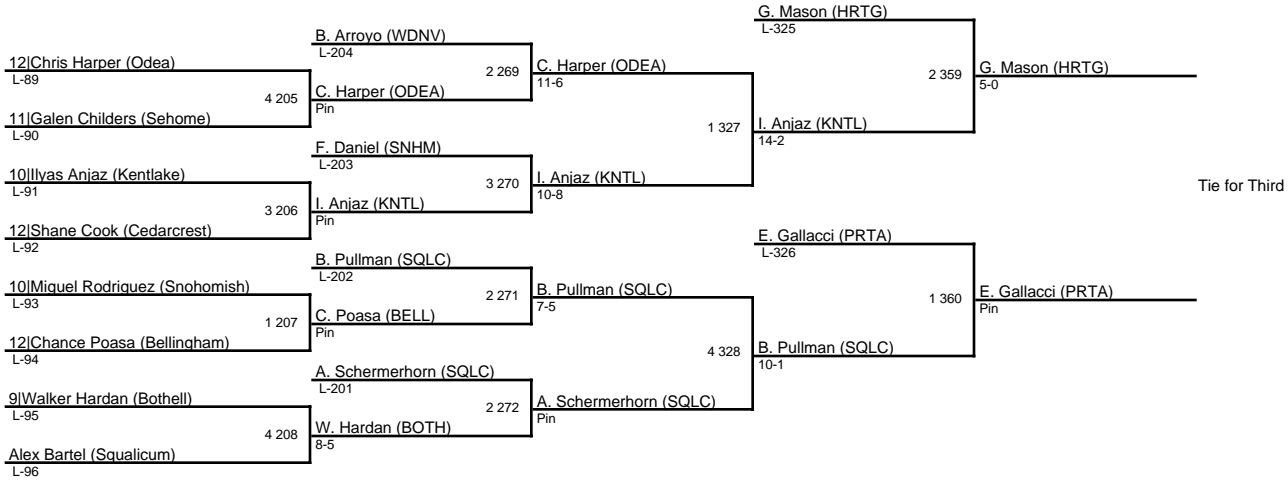 G. Mason (HRTG)
L-325
B. Arroyo (WDNV)
L-204
12|Chris Harper (Odea)
L-89
2 269
C. Harper (ODEA)
11-6
2 359
G. Mason (HRTG)
5-0
4 205
C. Harper (ODEA)
Pin
11|Galen Childers (Sehome)
L-90
1 327
I. Anjaz (KNTL)
14-2
F. Daniel (SNHM)
L-203
10|Ilyas Anjaz (Kentlake)
L-91
3 270
I. Anjaz (KNTL)
10-8
Tie for Third
3 206
I. Anjaz (KNTL)
Pin
12|Shane Cook (Cedarcrest)
L-92
E. Gallacci (PRTA)
L-326
B. Pullman (SQLC)
L-202
10|Miguel Rodriguez (Snohomish)
L-93
2 271
B. Pullman (SQLC)
7-5
1 360
E. Gallacci (PRTA)
Pin
1 207
C. Poasa (BELL)
Pin
12|Chance Poasa (Bellingham)
L-94
4 328
B. Pullman (SQLC)
10-1
A. Schermerhorn (SQLC)
L-201
9|Walker Hardan (Bothell)
L-95
2 272
A. Schermerhorn (SQLC)
Pin
4 208
W. Hardan (BOTH)
8-5
Alex Bartel (Squalicum)
L-96